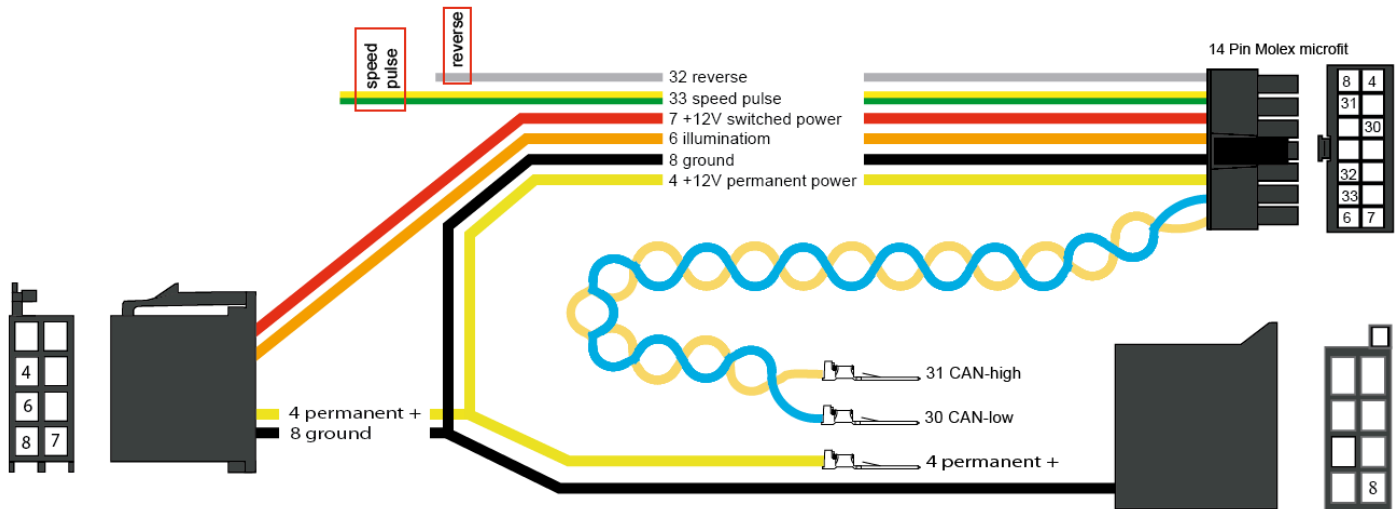 speed
pulse
reverse
14 Pin Molex microfit
32 reverse
33 speed pulse
7 +12V switched power
6 illuminatiom
8 ground
4 +12V permanent power
8 4
31
30
32
33
6 7
4
6
8 7
4 permanent +
8 ground
31 CAN-high
30 CAN-low
4 permanent +
8